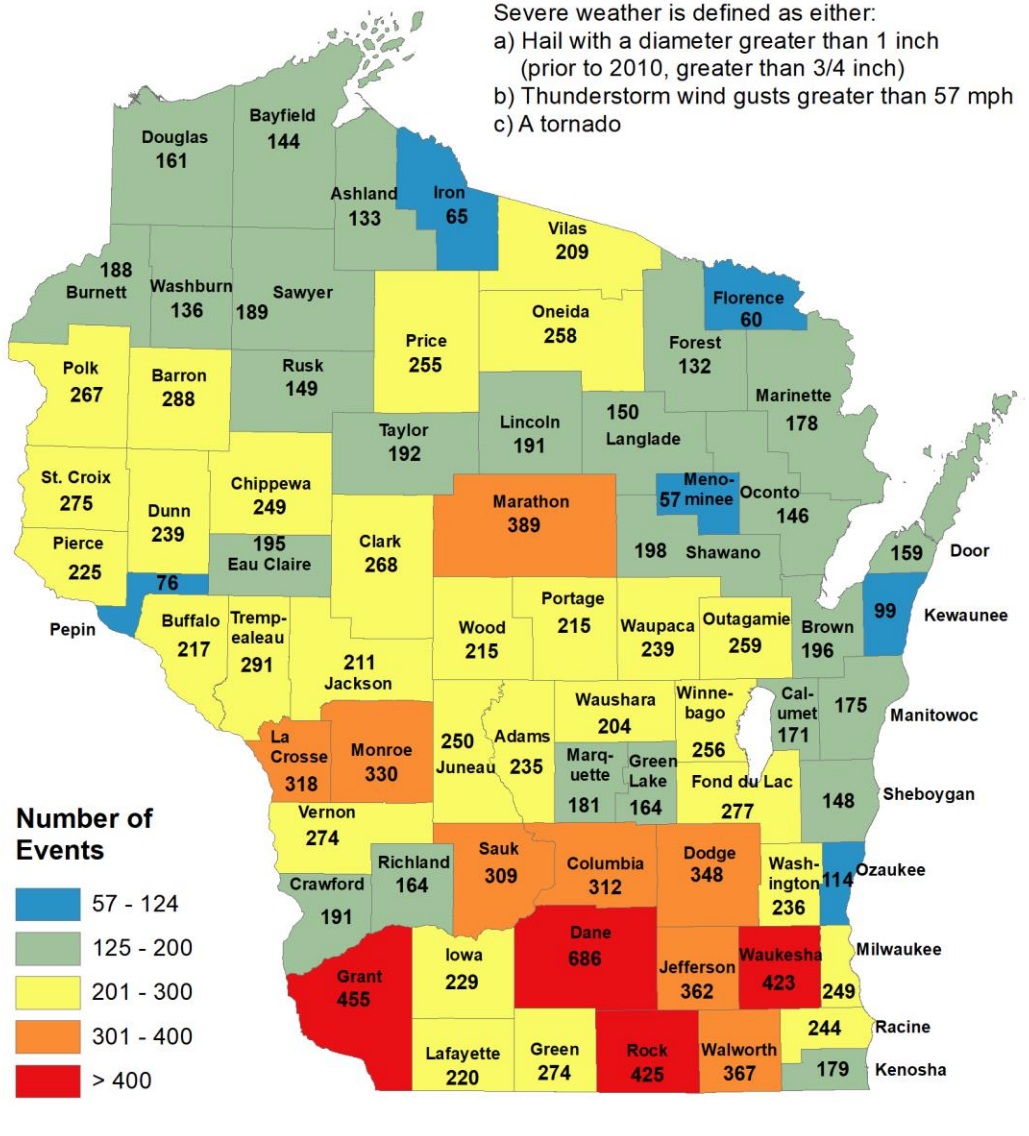 Severe weather is defined as either:
a) Hail with a diameter greater than 1 inch
(prior to 2010, greater than 3/4 inch)
b) Thunderstorm wind gusts greater than 57 mph
c) A tornado
Douglas
161
Bayfield
144
Ashland
133
Iron
65
Vilas
209
188
Burnett
Washburn
136
Sawyer
189
Price
255
Oneida
258
Florence
60
Forest
132
Marinette
178
Polk
267
Barron
288
Rusk
149
Taylor
192
Lincoln
191
150
Langlade
St. Croix
275
Dunn
239
Chippewa
249
Marathon
389
Meno-
57 minee
Oconto
146
Pierce
225
195
Eau Claire
Clark
268
198
Shawano
159
Door
76
Pepin
Buffalo
217
Tremp-
ealeau
291
211
Jackson
Wood
215
Portage
215
Waupaca
239
Outagamie
259
Brown
196
99
Kewaunee
La
Crosse
318
Monroe
330
250
Juneau
Adams
235
Waushara
204
Winne-
bago
256
Cal-
umet
171
175
Manitowoc
Marq-
uette
181
Green
Lake
164
Fond du Lac
277
148
Sheboygan
Vernon
274
Richland
164
Sauk
309
Columbia
312
Dodge
348
Wash-
ington
236
114
Ozaukee
Crawford
191
Grant
455
Iowa
229
Dane
686
Jefferson
362
Waukesha
423
Milwaukee
249
Lafayette
220
Green
274
Rock
425
Walworth
367
244
Racine
179
Kenosha
Number of
Events
57 - 124
125 - 200
201 - 300
301 - 400
> 400